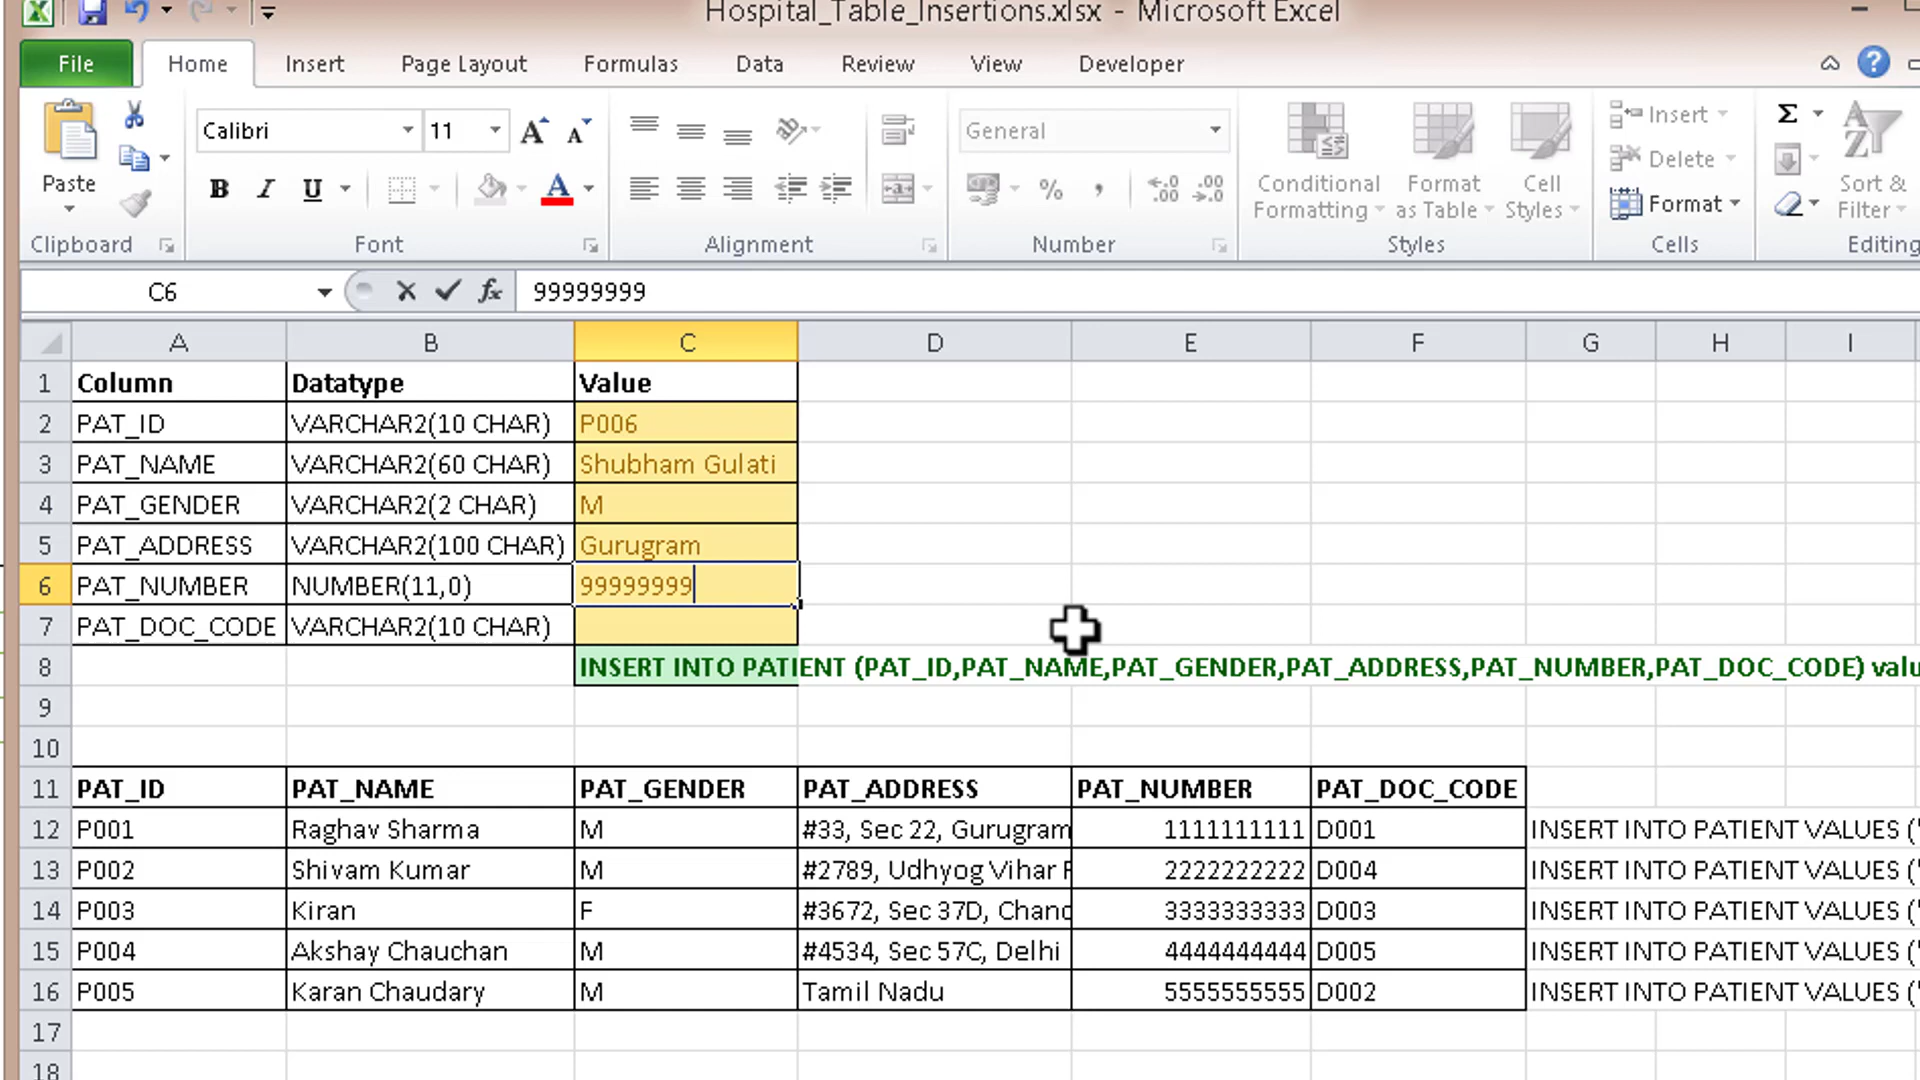 Hospital_Table_Insertions.xlsx - Microsoft Excel
File Home Insert Page Layout Formulas Data Review View Developer
Paste
Clipboard
Calibri 11
B I U
Font
Alignment
General
%
Number
Conditional Formatting
Format as Table
Cell Styles
Styles
Insert
Delete
Format
Cells
Σ
Sort & Filter
Editing
C6 fx 99999999
A B C D E F G H I
1 Column Datatype Value
2 PAT_ID VARCHAR2(10 CHAR) P006
3 PAT_NAME VARCHAR2(60 CHAR) Shubham Gulati
4 PAT_GENDER VARCHAR2(2 CHAR) M
5 PAT_ADDRESS VARCHAR2(100 CHAR) Gurugram
6 PAT_NUMBER NUMBER(11,0) 99999999
7 PAT_DOC_CODE VARCHAR2(10 CHAR)
8 INSERT INTO PATIENT (PAT_ID,PAT_NAME,PAT_GENDER,PAT_ADDRESS,PAT_NUMBER,PAT_DOC_CODE) valu
9
10
11 PAT_ID PAT_NAME PAT_GENDER PAT_ADDRESS PAT_NUMBER PAT_DOC_CODE
12 P001 Raghav Sharma M #33, Sec 22, Gurugram 1111111111 D001 INSERT INTO PATIENT VALUES ('
13 P002 Shivam Kumar M #2789, Udhyog Vihar 2222222222 D004 INSERT INTO PATIENT VALUES ('
14 P003 Kiran F #3672, Sec 37D, Chand 3333333333 D003 INSERT INTO PATIENT VALUES ('
15 P004 Akshay Chauchan M #4534, Sec 57C, Delhi 4444444444 D005 INSERT INTO PATIENT VALUES ('
16 P005 Karan Chaudary M Tamil Nadu 5555555555 D002 INSERT INTO PATIENT VALUES ('
17
18